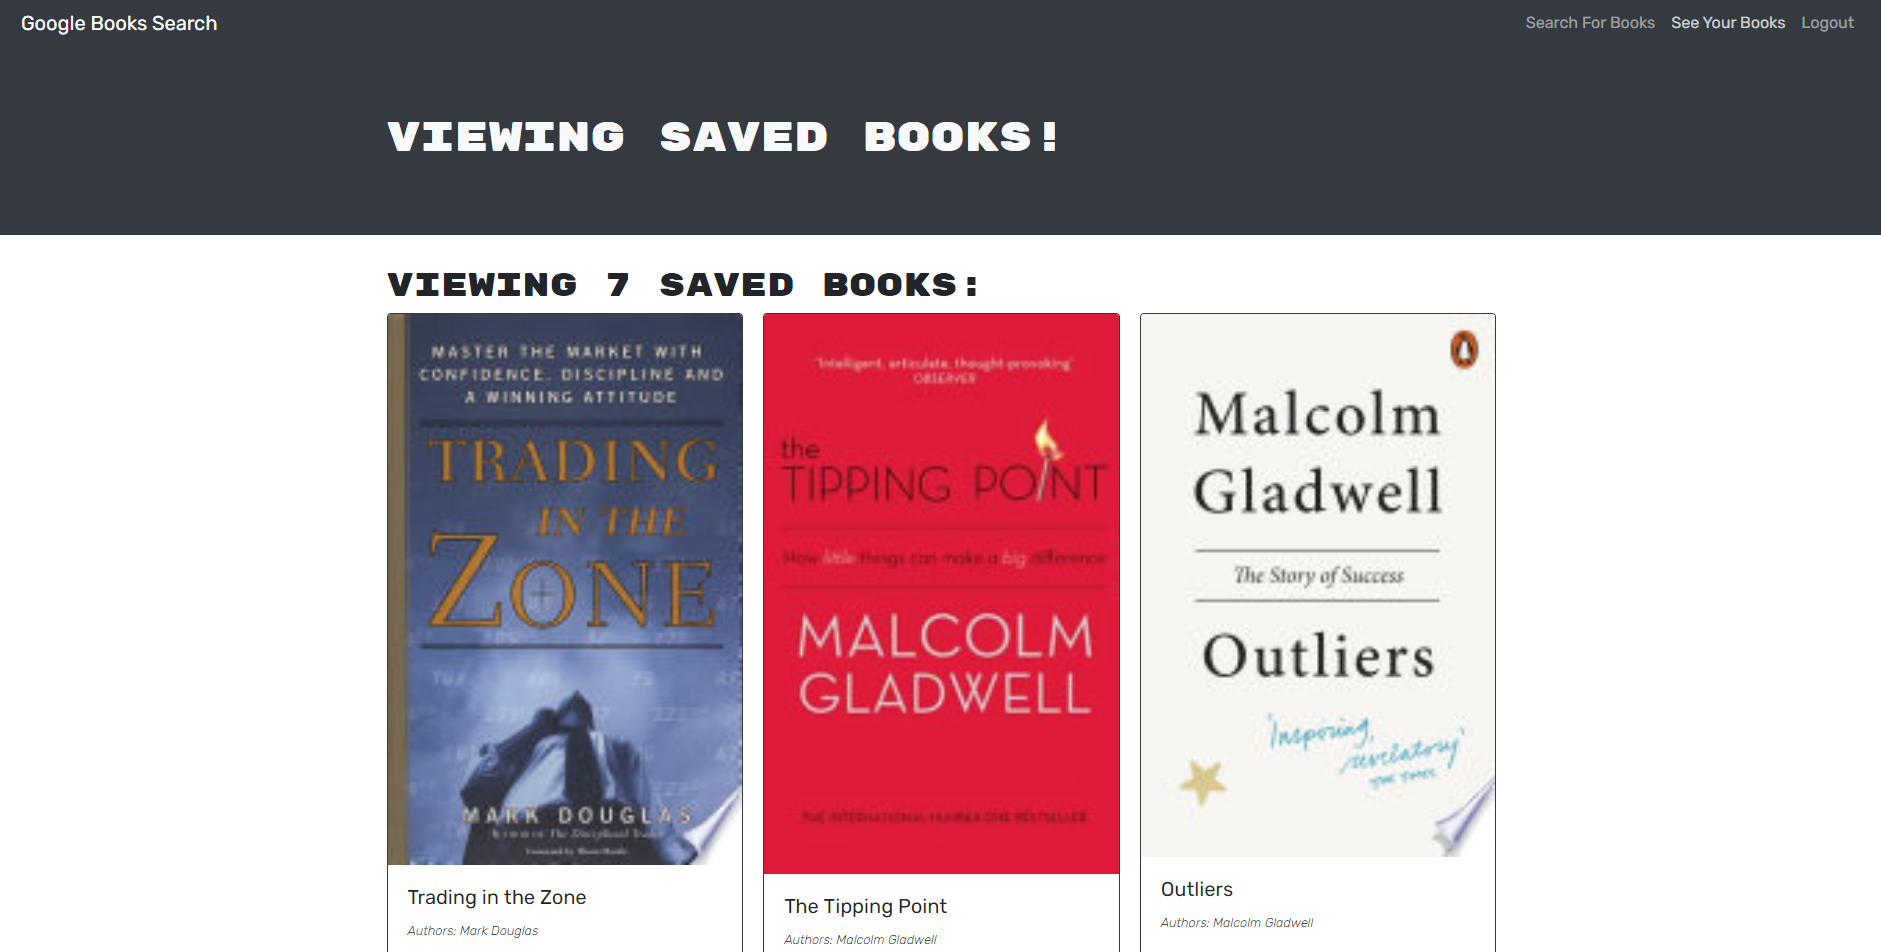 Google Books Search
Search For Books See Your Books Logout
VIEWING SAVED BOOKS!
VIEWING 7 SAVED BOOKS:
MASTER THE MARKET WITH
CONFIDENCE, DISCIPLINE AND
A WINNING ATTITUDE
TRADING
IN THE
ZONE
MARK DOUGLAS
Trading in the Zone
Authors: Mark Douglas
'Intelligent, articulate, thought-provoking'
OBSERVER
the
TIPPING POINT
How little things can make a big difference
MALCOLM
GLADWELL
THE INTERNATIONAL NUMBER ONE BESTSELLER
The Tipping Point
Authors: Malcolm Gladwell
Malcolm
Gladwell
The Story of Success
Outliers
'Inspiring,
revelatory'
THE TIMES
Outliers
Authors: Malcolm Gladwell